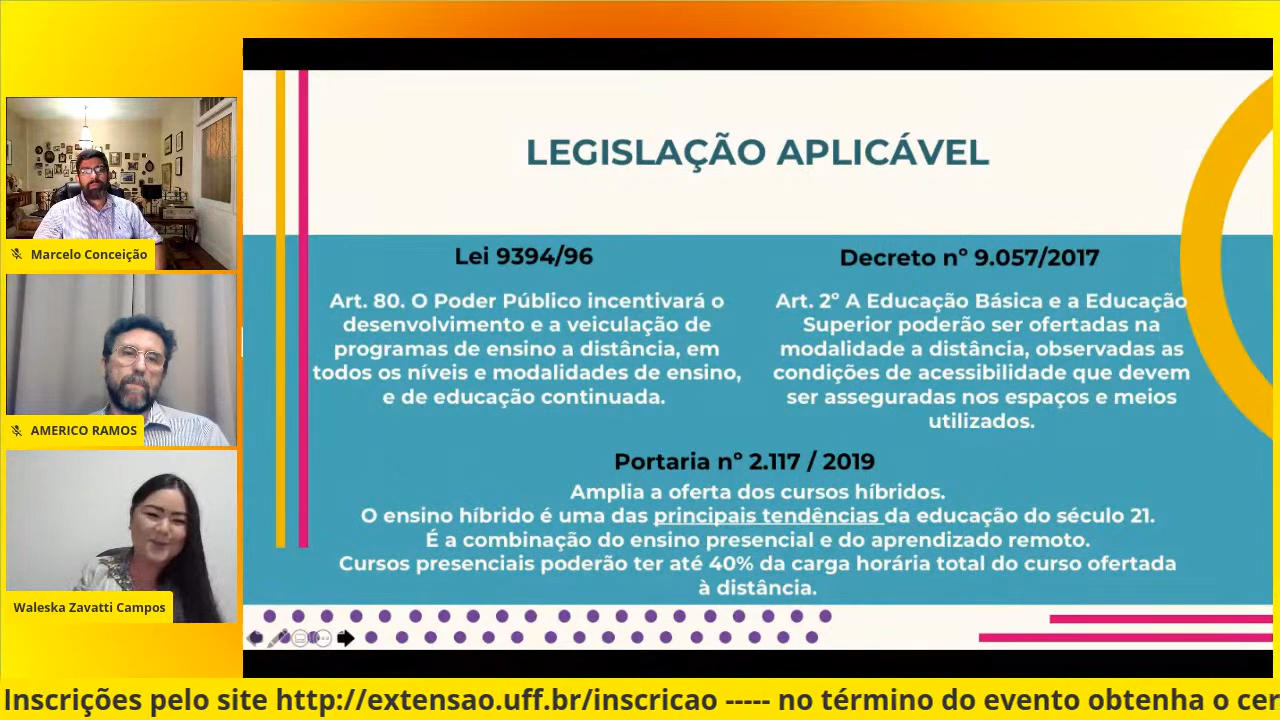 Marcelo Conceição
AMERICO RAMOS
Waleska Zavatti Campos
LEGISLAÇÃO APLICÁVEL
Lei 9394/96
Art. 80. O Poder Público incentivará o
desenvolvimento e a veiculação de
programas de ensino a distância, em
todos os níveis e modalidades de ensino,
e de educação continuada.
Decreto nº 9.057/2017
Art. 2º A Educação Básica e a Educação
Superior poderão ser ofertadas na
modalidade a distância, observadas as
condições de acessibilidade que devem
ser asseguradas nos espaços e meios
utilizados.
Portaria nº 2.117 / 2019
Amplia a oferta dos cursos híbridos.
O ensino híbrido é uma das principais tendências da educação do século 21.
É a combinação do ensino presencial e do aprendizado remoto.
Cursos presenciais poderão ter até 40% da carga horária total do curso ofertada
à distância.
Inscrições pelo site http://extensao.uff.br/inscricao ----- no término do evento obtenha o cer